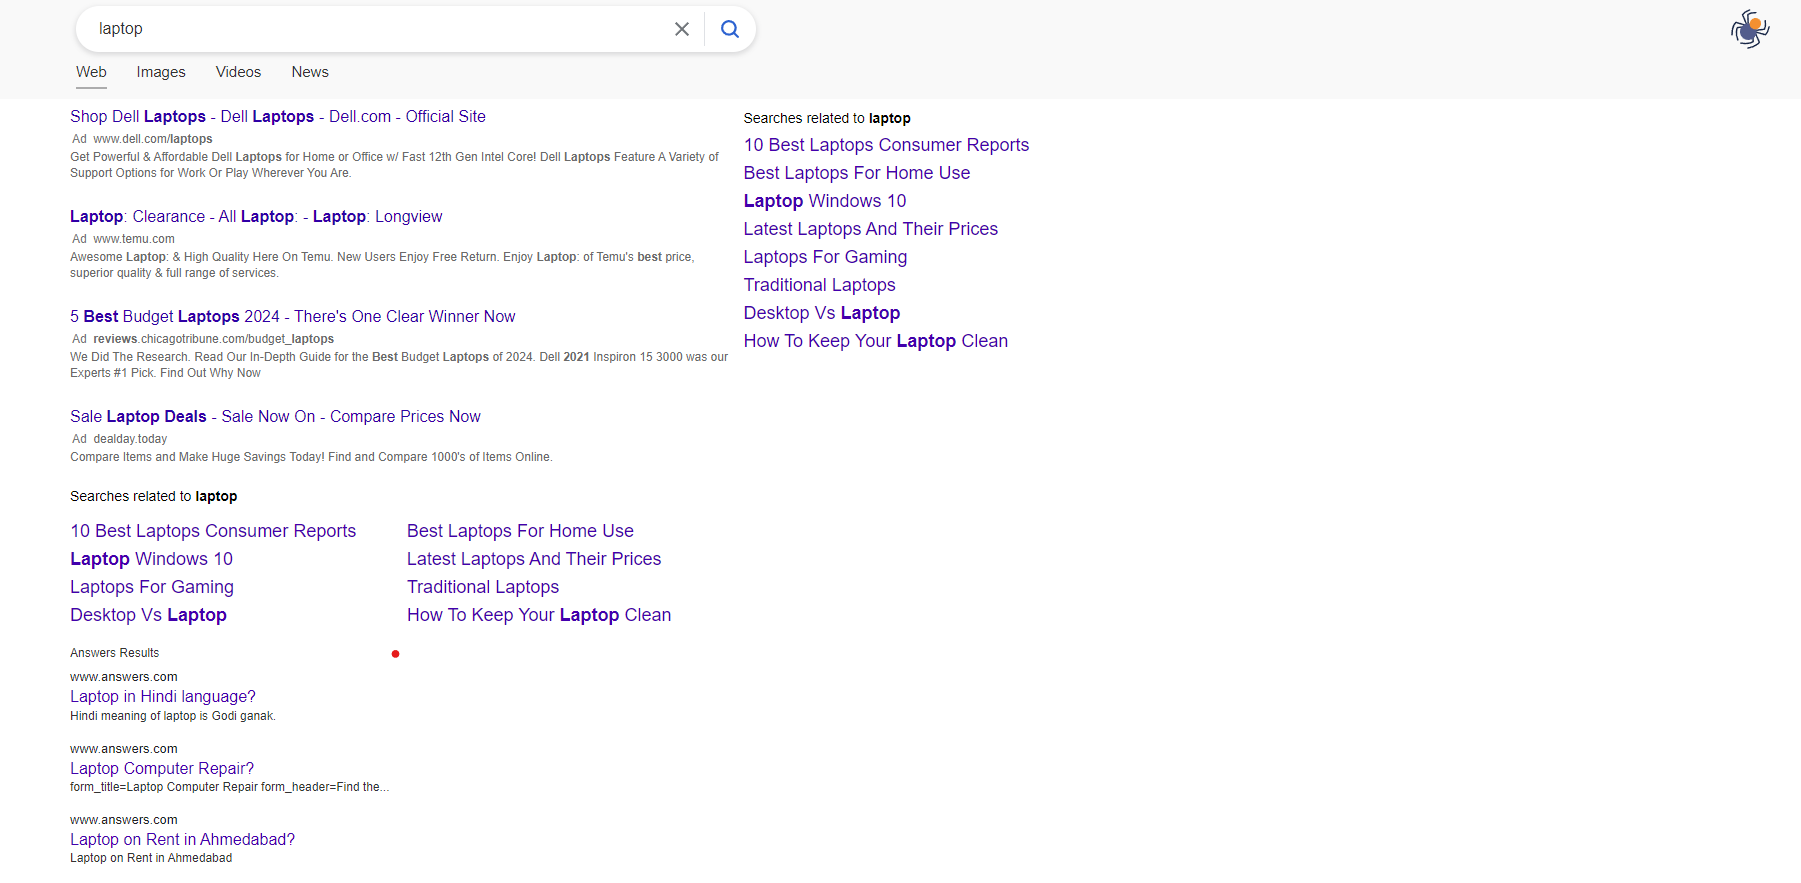 laptop
Web Images Videos News
Shop Dell Laptops - Dell Laptops - Dell.com - Official Site
Ad www.dell.com/laptops
Get Powerful & Affordable Dell Laptops for Home or Office w/ Fast 12th Gen Intel Core! Dell Laptops Feature A Variety of
Support Options for Work Or Play Wherever You Are.
Laptop: Clearance - All Laptop: - Laptop: Longview
Ad www.temu.com
Awesome Laptop: & High Quality Here On Temu. New Users Enjoy Free Return. Enjoy Laptop: of Temu's best price,
superior quality & full range of services.
5 Best Budget Laptops 2024 - There's One Clear Winner Now
Ad reviews.chicagotribune.com/budget_laptops
We Did The Research. Read Our In-Depth Guide for the Best Budget Laptops of 2024. Dell 2021 Inspiron 15 3000 was our
Experts #1 Pick. Find Out Why Now
Sale Laptop Deals - Sale Now On - Compare Prices Now
Ad dealday.today
Compare Items and Make Huge Savings Today! Find and Compare 1000's of Items Online.
Searches related to laptop
10 Best Laptops Consumer Reports
Best Laptops For Home Use
Laptop Windows 10
Latest Laptops And Their Prices
Laptops For Gaming
Traditional Laptops
Desktop Vs Laptop
How To Keep Your Laptop Clean
Answers Results
www.answers.com
Laptop in Hindi language?
Hindi meaning of laptop is Godi ganak.
www.answers.com
Laptop Computer Repair?
form_title=Laptop Computer Repair form_header=Find the...
www.answers.com
Laptop on Rent in Ahmedabad?
Laptop on Rent in Ahmedabad
Searches related to laptop
10 Best Laptops Consumer Reports
Best Laptops For Home Use
Laptop Windows 10
Latest Laptops And Their Prices
Laptops For Gaming
Traditional Laptops
Desktop Vs Laptop
How To Keep Your Laptop Clean